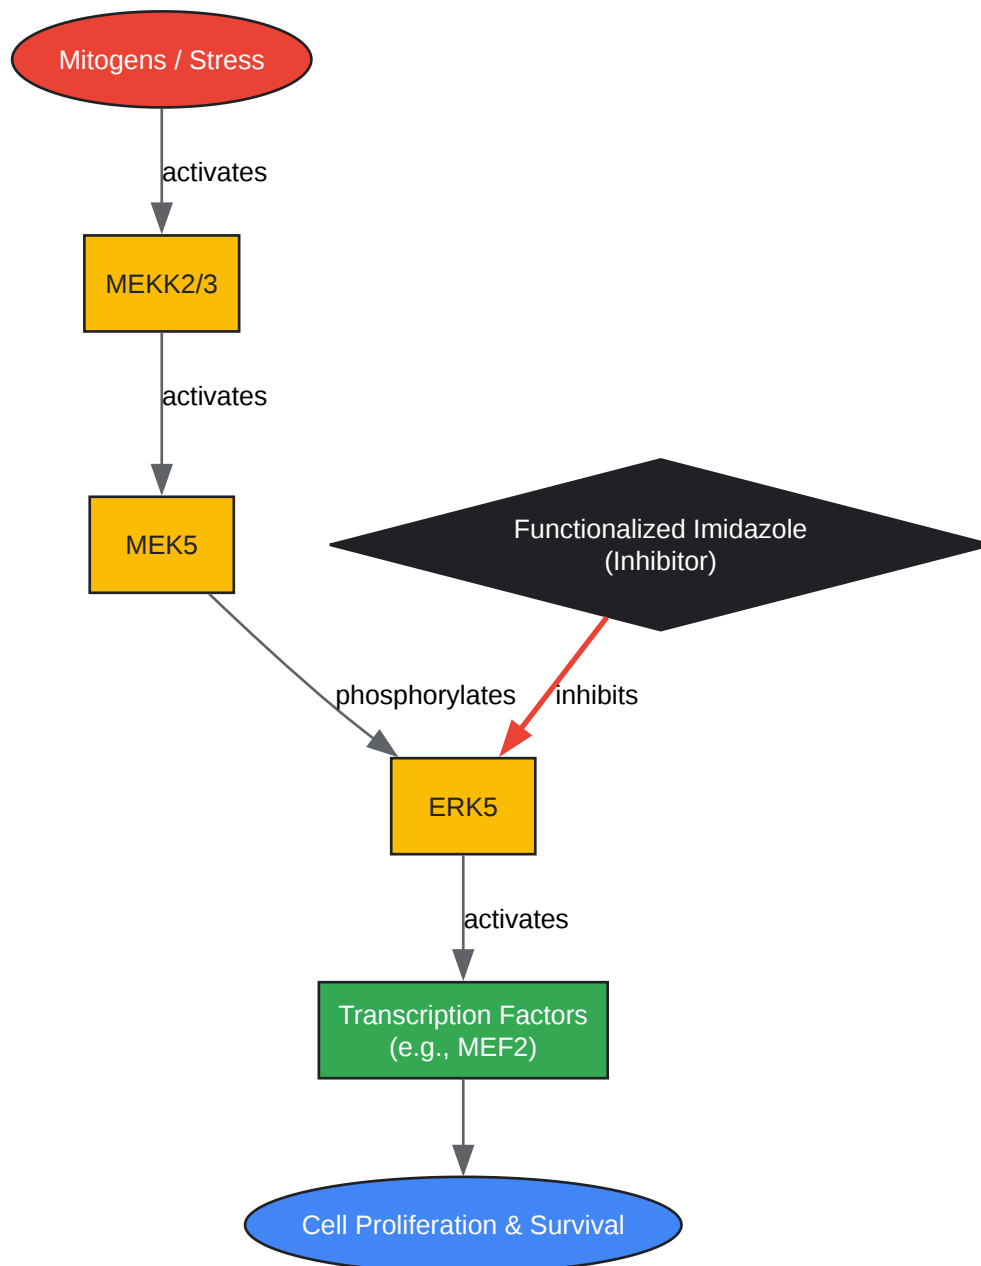 Mitogens / Stress
activates
MEKK2/3
activates
MEK5
Functionalized Imidazole
(Inhibitor)
phosphorylates
inhibits
ERK5
activates
Transcription Factors
(e.g., MEF2)
Cell Proliferation & Survival